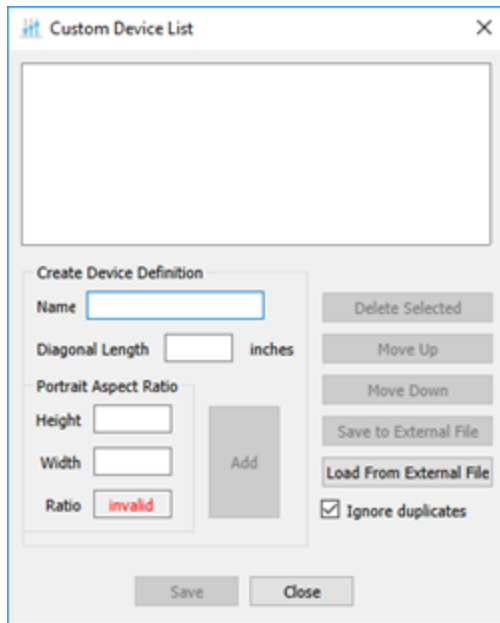 Custom Device List
Create Device Definition
Name
Diagonal Length inches
Portrait Aspect Ratio
Height
Width
Ratio invalid
Add
Delete Selected
Move Up
Move Down
Save to External File
Load From External File
Ignore duplicates
Save Close